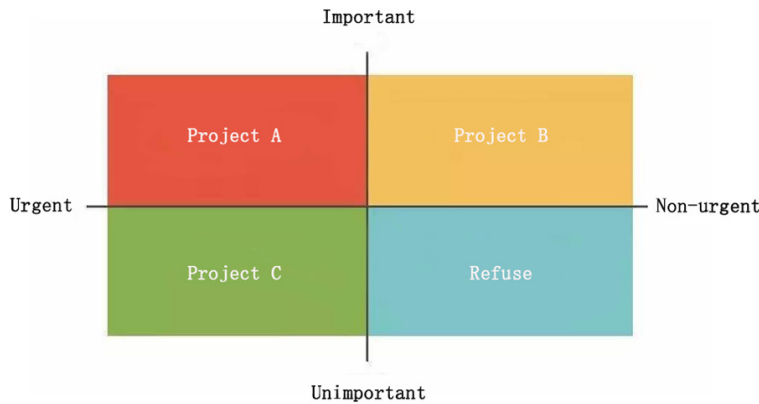 Important
Project A
Project B
Urgent
Non-urgent
Project C
Refuse
Unimportant